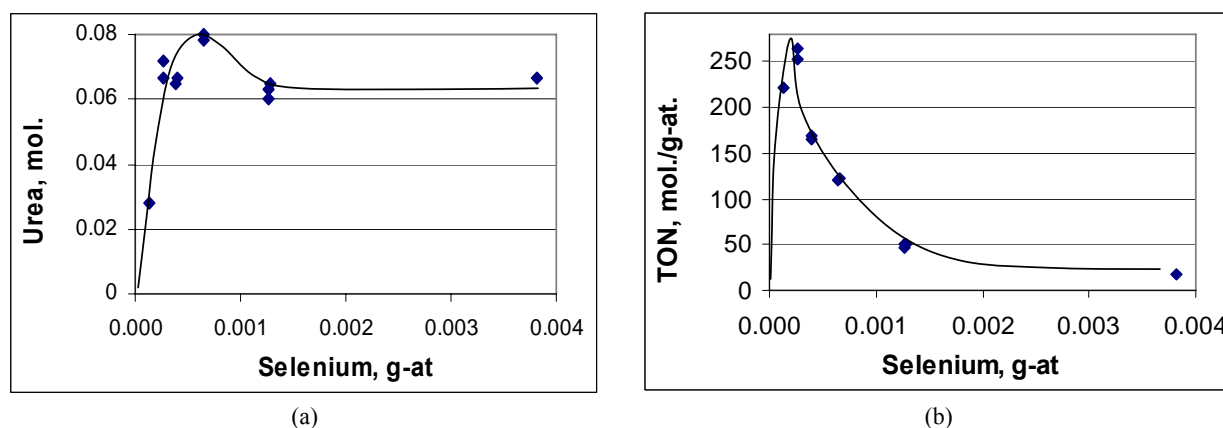 Urea, mol.
0.08
0.06
0.04
0.02
0
0.000 0.001 0.002 0.003 0.004
Selenium, g-at
(a)
TON, mol./g-at.
250
200
150
100
50
0
0.000 0.001 0.002 0.003 0.004
Selenium, g-at
(b)